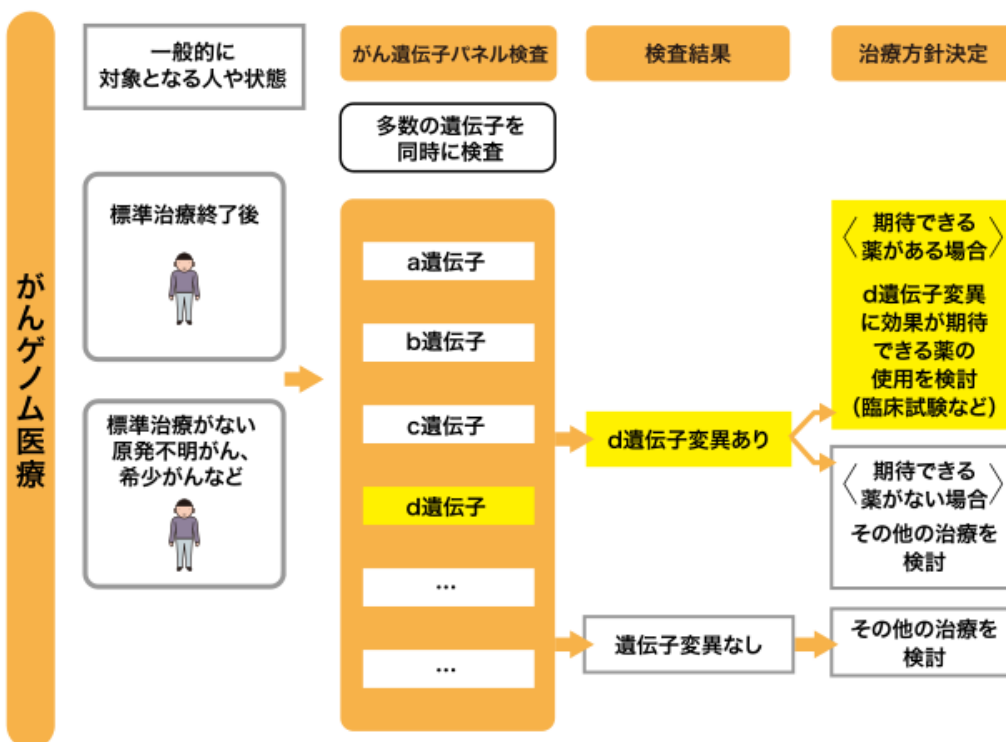 がんゲノム医療
一般的に
対象となる人や状態
がん遺伝子パネル検査
検査結果
治療方針決定
多数の遺伝子を
同時に検査
標準治療終了後
標準治療がない
原発不明がん、
希少がんなど
a遺伝子
b遺伝子
c遺伝子
d遺伝子
…
…
d遺伝子変異あり
遺伝子変異なし
〈期待できる
薬がある場合〉
d遺伝子変異
に効果が期待
できる薬の
使用を検討
(臨床試験など)
〈期待できる
薬がない場合〉
その他の治療を
検討
その他の治療を
検討